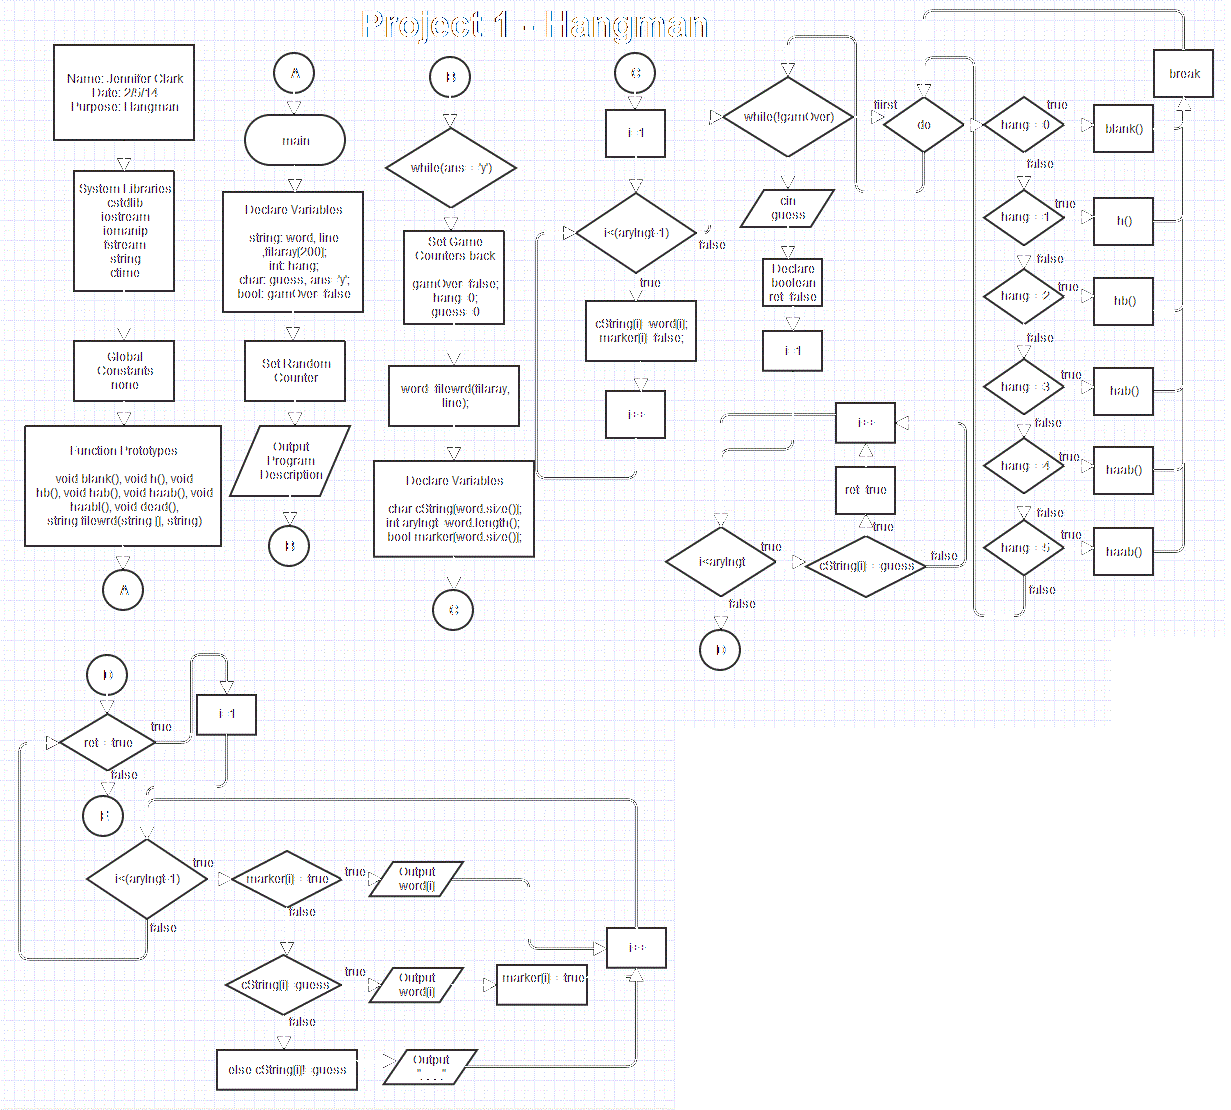 Project 1 - Hangman
Name: Jennifer Clark
Date: 2/5/14
Purpose: Hangman
System Libraries
cstdlib
iostream
iomanip
fstream
string
ctime
Global
Constants
none
Function Prototypes
void blank(), void h(), void
hb(), void hab(), void haab(), void
haabl(), void dead(),
string filewrd(string [], string)
A
A
main
Declare Variables
string: word, line
,filaray[200];
int: hang;
char: guess, ans='y';
bool: gamOver=false
Set Random
Counter
Output
Program
Description
B
B
while(ans = 'y')
Set Game
Counters back
gamOver=false;
hang=0;
guess=0
word=filewrd(filaray,
line);
Declare Variables
char cString[word.size()];
int arylngt=word.length();
bool marker[word.size()];
C
C
i=1
i<(arylngt-1)
false
true
cString[i]=word[i];
marker[i]=false;
i++
while(!gamOver)
cin
guess
Declare
boolean
ret=false
i=1
i++
ret=true
true
i<arylngt
true
cString[i]==guess
false
false
D
fiirst
do
hang==0
true
blank()
break
false
hang==1
true
h()
false
hang==2
true
hb()
false
hang==3
true
hab()
false
hang==4
true
haab()
false
hang==5
true
haab()
false
D
ret==true
true
i=1
false
E
i<(arylngt-1)
true
false
marker[i]==true
true
Output
word[i]
false
i++
cString[i]=guess
true
Output
word[i]
marker[i] = true
false
else cString[i]!=guess
Output